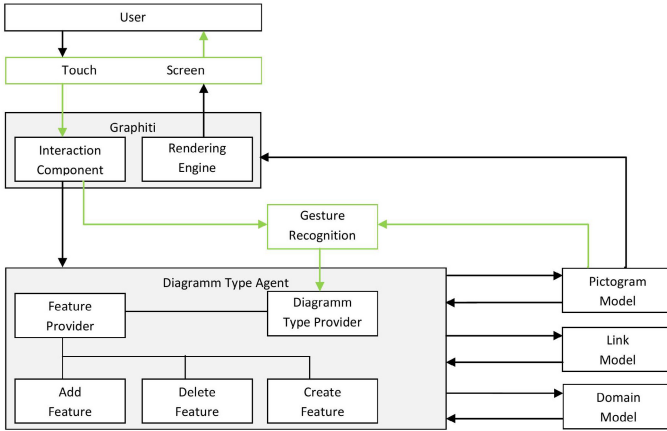 User
Touch Screen
Graphiti
Interaction
Component
Rendering
Engine
Gesture
Recognition
Diagramm Type Agent
Feature
Provider
Diagramm
Type Provider
Pictogram
Model
Link
Model
Add
Feature
Delete
Feature
Create
Feature
Domain
Model